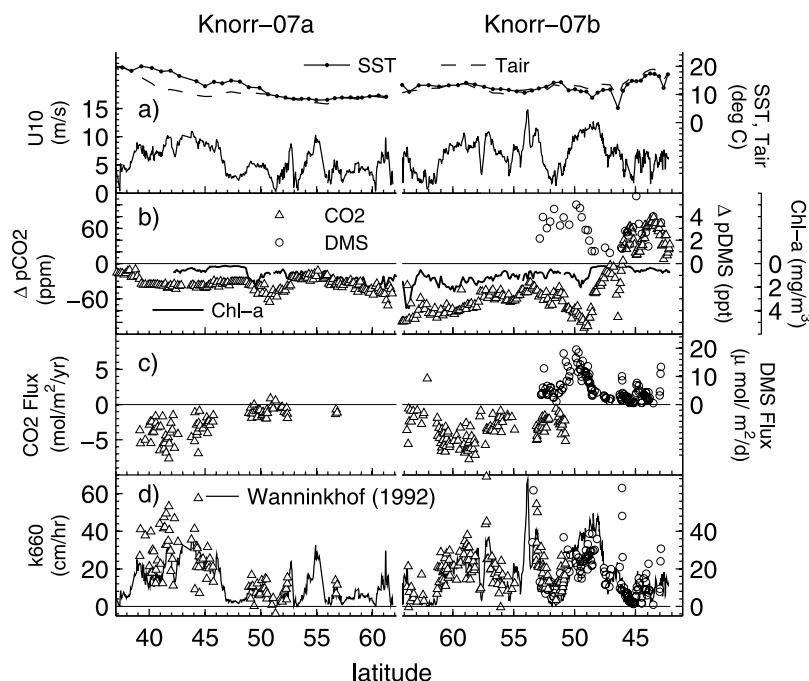 Knorr–07a Knorr–07b
SST Tair
a)
U10
(m/s)
15
10
5
0
20
10
0
SST, Tair
(deg C)
b)
CO2
DMS
Chl–a
Δ pCO2
(ppm)
60
0
−60
4
2
0
Δ pDMS
(ppt)
0
2
4
Chl–a (mg/m³)
c)
CO2 Flux
(mol/m²/yr)
5
0
−5
20
10
0
DMS Flux
(μ mol/ m²/d)
d)
Wanninkhof (1992)
k660
(cm/hr)
60
40
20
0
60
40
20
0
40 45 50 55 60 60 55 50 45
latitude